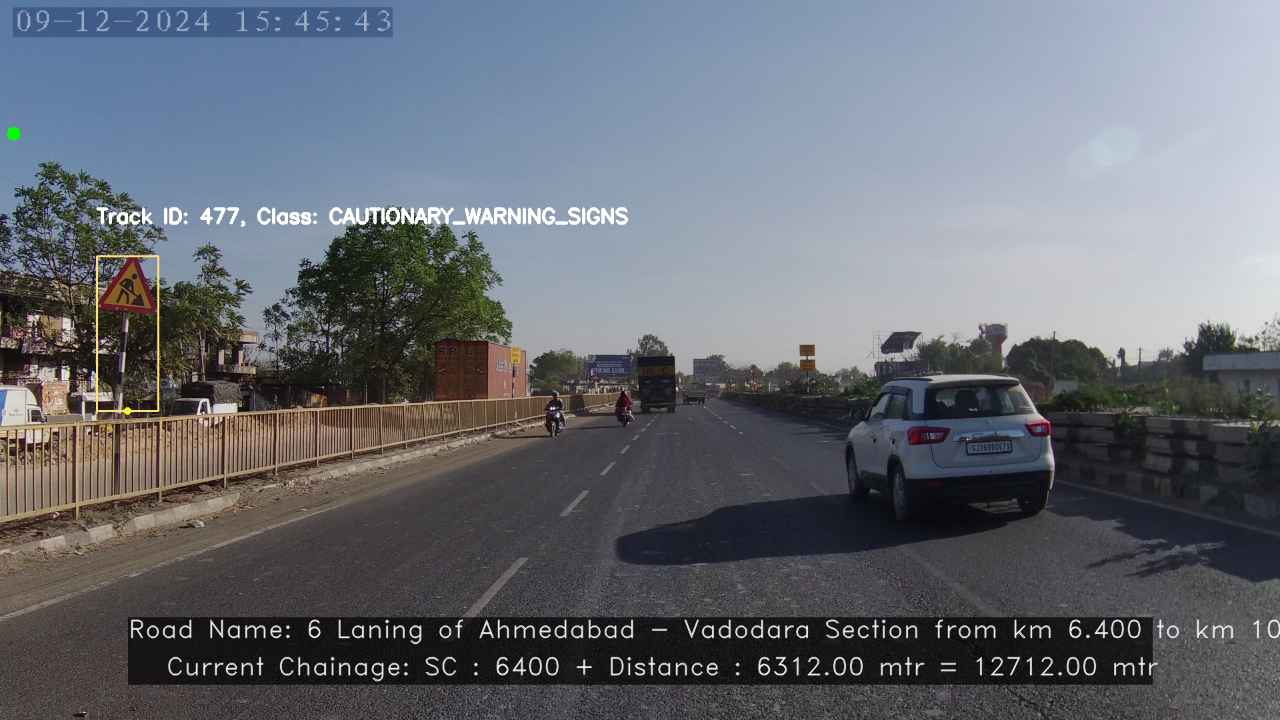 09-12-2024 15:45:43
Track ID: 477, Class: CAUTIONARY_WARNING_SIGNS
Road Name: 6 Laning of Ahmedabad - Vadodara Section from km 6.400 to km 10
Current Chainage: SC : 6400 + Distance : 6312.00 mtr = 12712.00 mtr